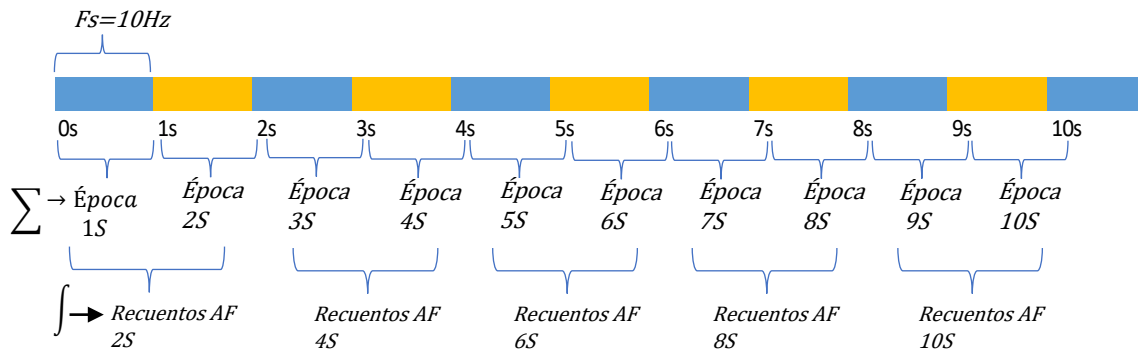 Fs=10Hz
0s 1s 2s 3s 4s 5s 6s 7s 8s 9s 10s
∑ → Época Época Época Época Época Época Época Época Época Época
1S 2S 3S 4S 5S 6S 7S 8S 9S 10S
∫ → Recuentos AF Recuentos AF Recuentos AF Recuentos AF Recuentos AF
2S 4S 6S 8S 10S